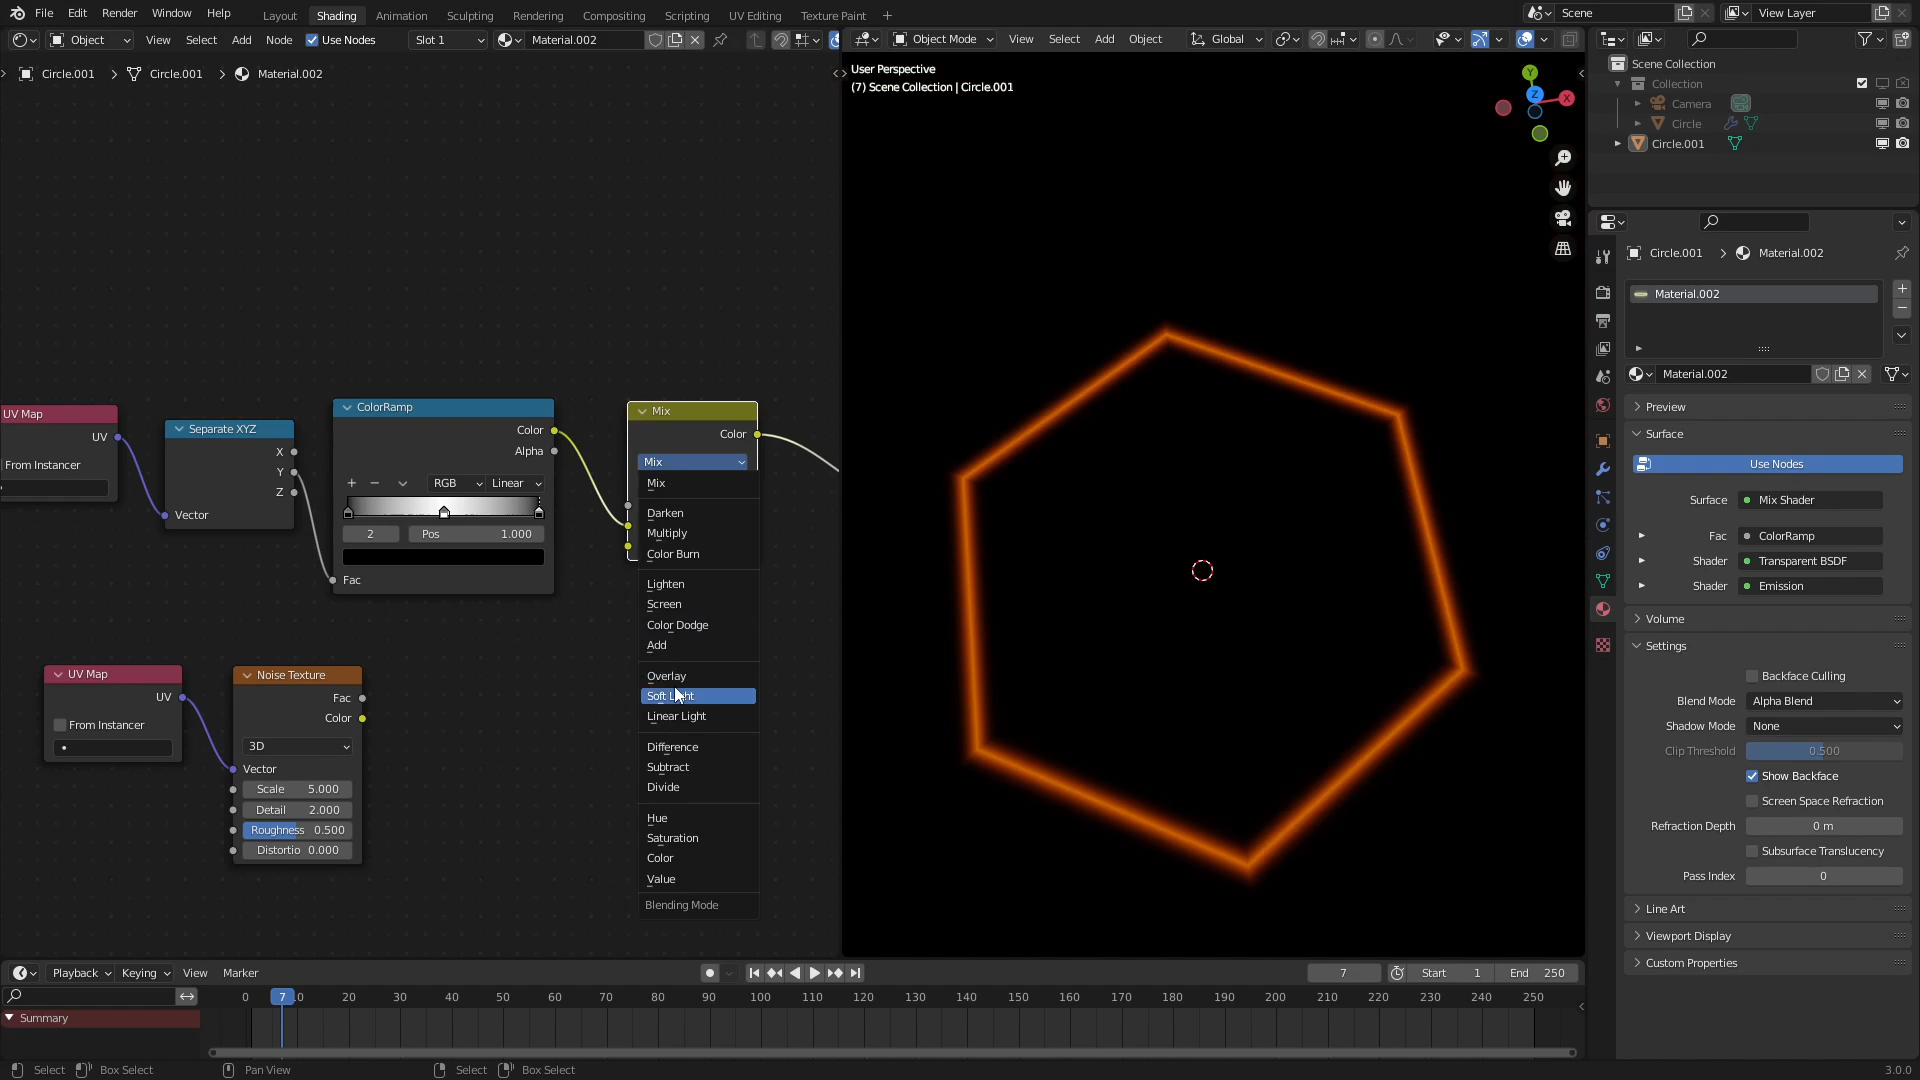 File Edit Render Window Help Layout Shading Animation Sculpting Rendering Compositing Scripting UV Editing Texture Paint + Scene View Layer
Object View Select Add Node Use Nodes Slot 1 Material.002 Object Mode View Select Add Object Global
Circle.001 > Circle.001 > Material.002
User Perspective
(7) Scene Collection | Circle.001
Y
Z
X
Scene Collection
Collection
Camera
Circle
Circle.001
UV Map
UV
From Instancer
Separate XYZ
X
Y
Z
Vector
ColorRamp
Color
Alpha
RGB Linear
2 Pos 1.000
Fac
Mix
Color
Mix
Mix
Darken
Multiply
Color Burn
Lighten
Screen
Color Dodge
Add
Overlay
Soft Light
Linear Light
Difference
Subtract
Divide
Hue
Saturation
Color
Value
Blending Mode
UV Map
UV
From Instancer
Noise Texture
Fac
Color
3D
Vector
Scale 5.000
Detail 2.000
Roughness 0.500
Distortio 0.000
Circle.001 > Material.002
Material.002
Material.002
Preview
Surface
Use Nodes
Surface Mix Shader
Fac ColorRamp
Shader Transparent BSDF
Shader Emission
Volume
Settings
Backface Culling
Blend Mode Alpha Blend
Shadow Mode None
Clip Threshold 0.500
Show Backface
Screen Space Refraction
Refraction Depth 0 m
Subsurface Translucency
Pass Index 0
Line Art
Viewport Display
Custom Properties
Playback Keying View Marker 7 Start 1 End 250
0 7 0 20 30 40 50 60 70 80 90 100 110 120 130 140 150 160 170 180 190 200 210 220 230 240 250
Summary
Select Box Select Pan View Select Box Select 3.0.0